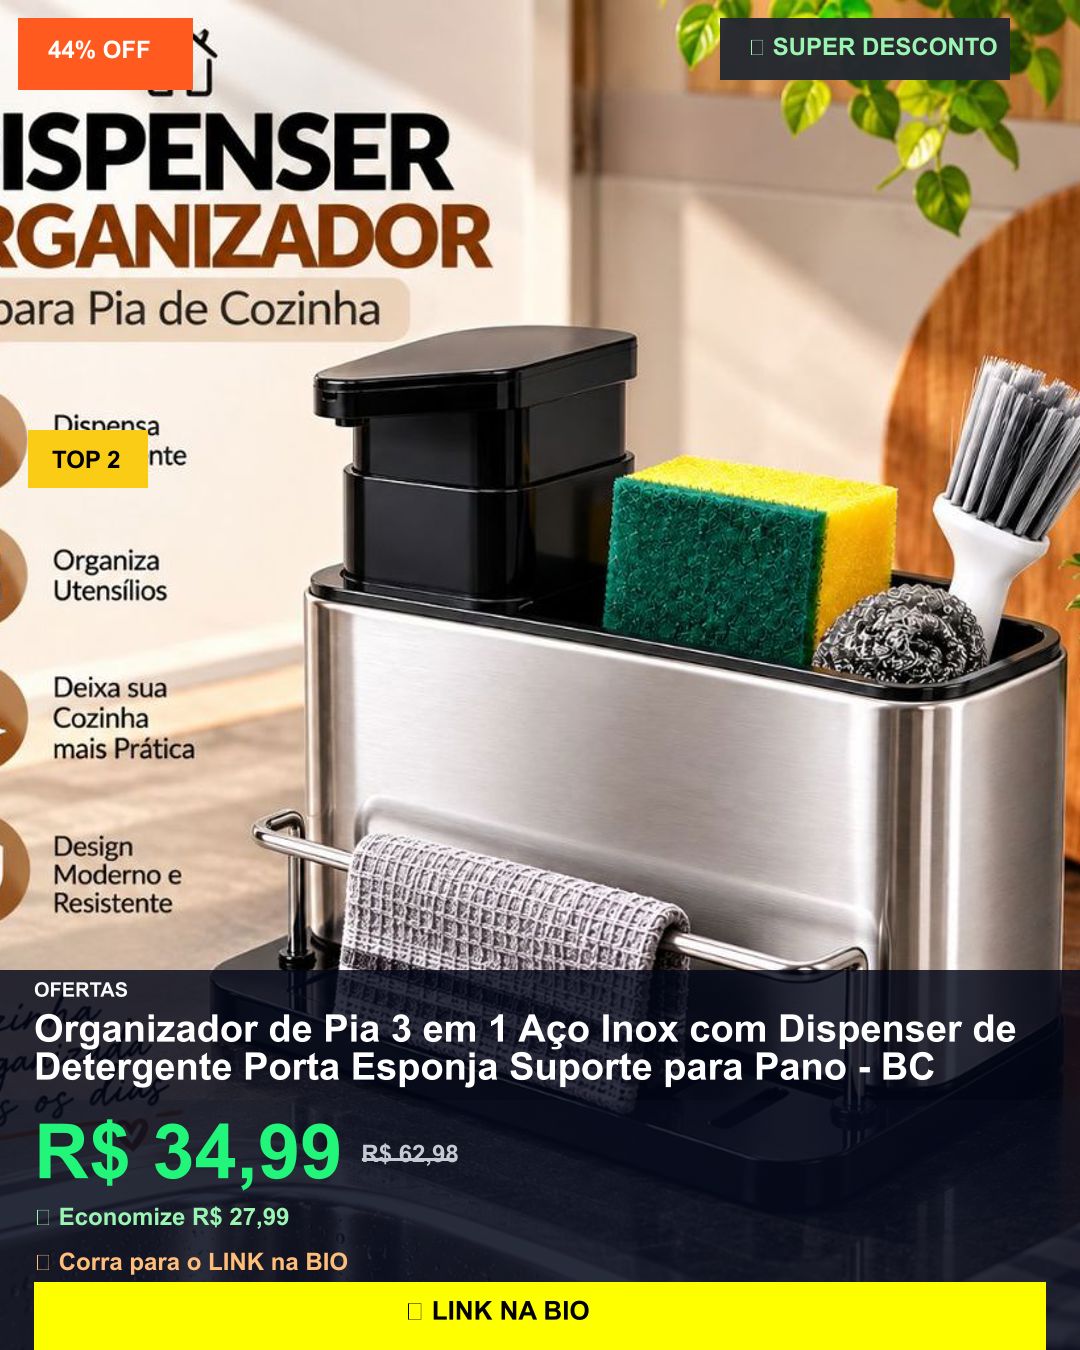 44% OFF
SUPER DESCONTO
ISPENSER
RGANIZADOR
para Pia de Cozinha
Dispensa
nte
TOP 2
Organiza
Utensílios
Deixa sua
Cozinha
mais Prática
Design
Moderno e
Resistente
OFERTAS
Organizador de Pia 3 em 1 Aço Inox com Dispenser de
Detergente Porta Esponja Suporte para Pano - BC
os dias
R$ 34,99 R$ 62,98
Economize R$ 27,99
Corra para o LINK na BIO
LINK NA BIO